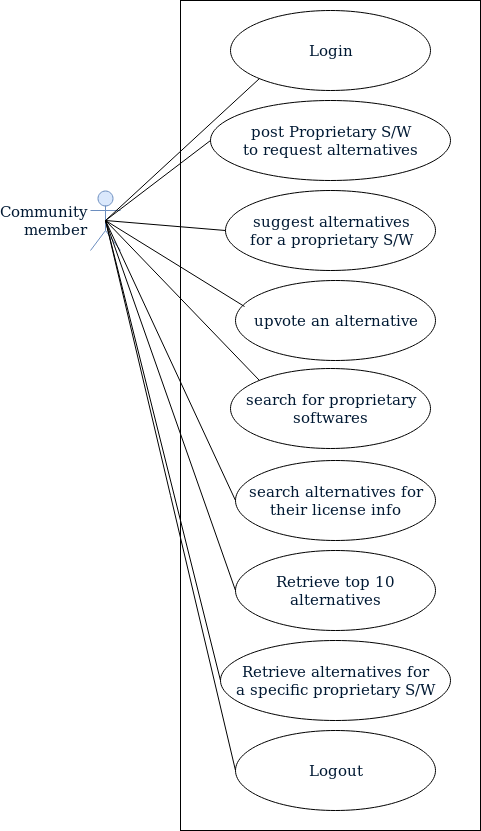 Login
post Proprietary S/W
to request alternatives
Community
member
suggest alternatives
for a proprietary S/W
upvote an alternative
search for proprietary
softwares
search alternatives for
their license info
Retrieve top 10
alternatives
Retrieve alternatives for
a specific proprietary S/W
Logout